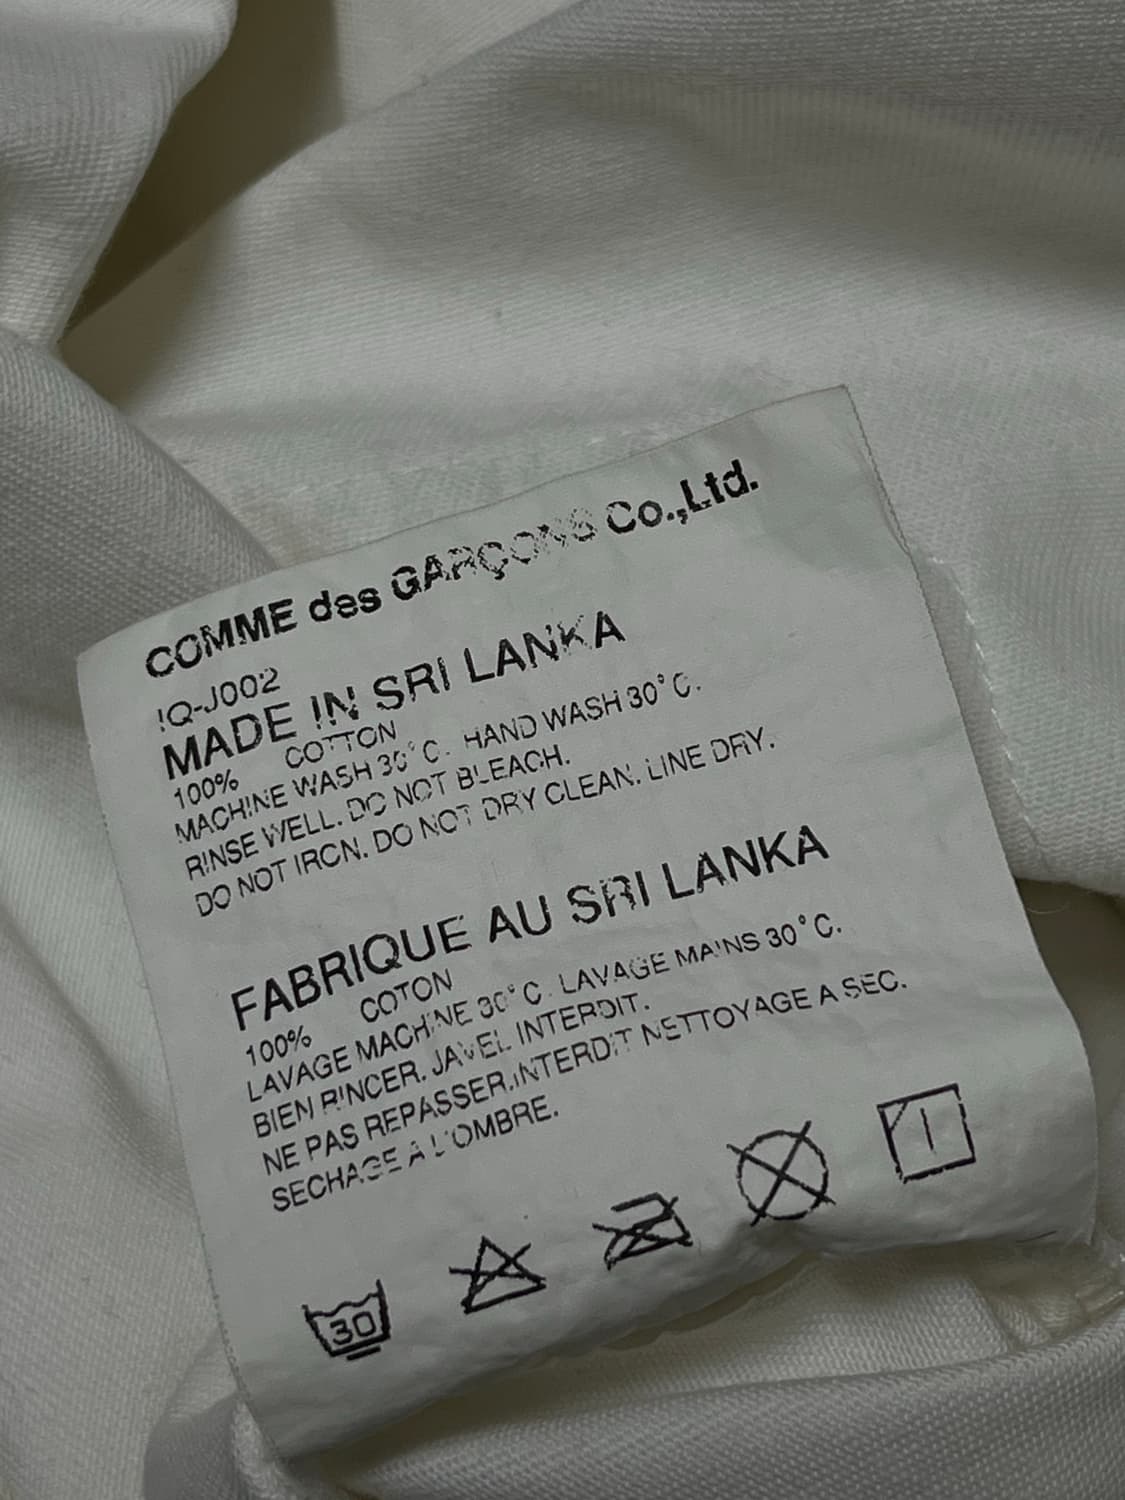 COMME des GARÇONS Co.,Ltd.
IQ-J002
MADE IN SRI LANKA
100% COTTON
MACHINE WASH 30°C. HAND WASH 30°C.
RINSE WELL. DO NOT BLEACH.
DO NOT IRON. DO NOT DRY CLEAN. LINE DRY.
FABRIQUE AU SRI LANKA
100% COTON
LAVAGE MACHINE 30°C. LAVAGE MAINS 30°C.
BIEN RINCER. JAVEL INTERDIT.
NE PAS REPASSER.INTERDIT NETTOYAGE A SEC.
SECHAGE A L'OMBRE.
30